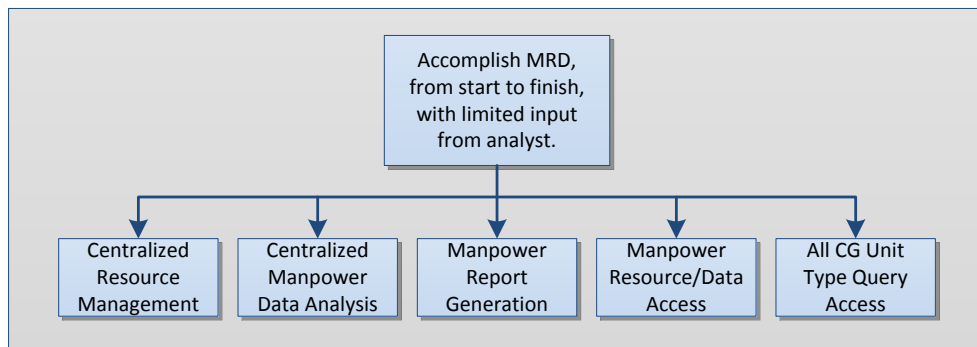 Accomplish MRD,
from start to finish,
with limited input
from analyst.
Centralized
Resource
Management
Centralized
Manpower
Data Analysis
Manpower
Report
Generation
Manpower
Resource/Data
Access
All CG Unit
Type Query
Access